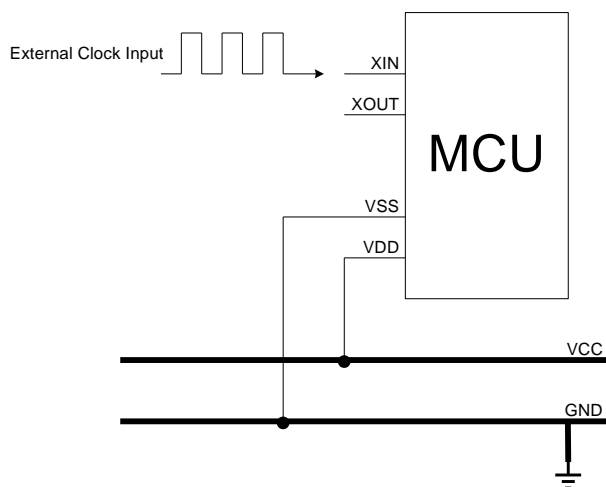 External Clock Input
XIN
XOUT
MCU
VSS
VDD
VCC
GND